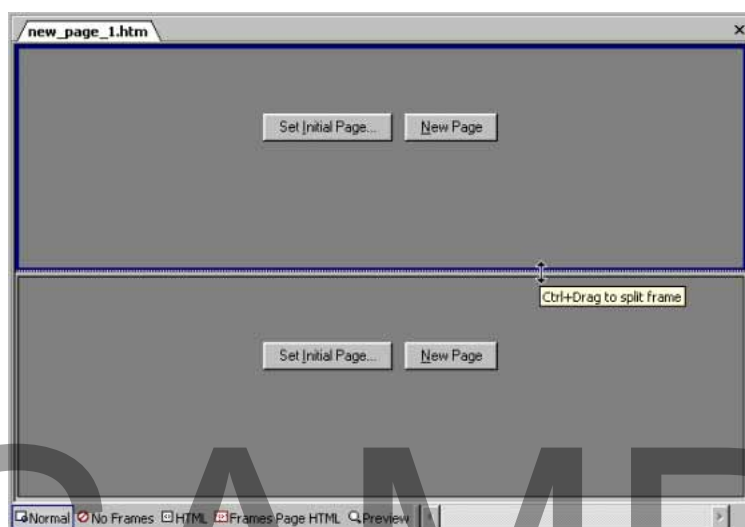 new_page_1.htm
Set Initial Page... New Page
Ctrl+Drag to split frame
Set Initial Page... New Page
Normal No Frames HTML Frames Page HTML Preview